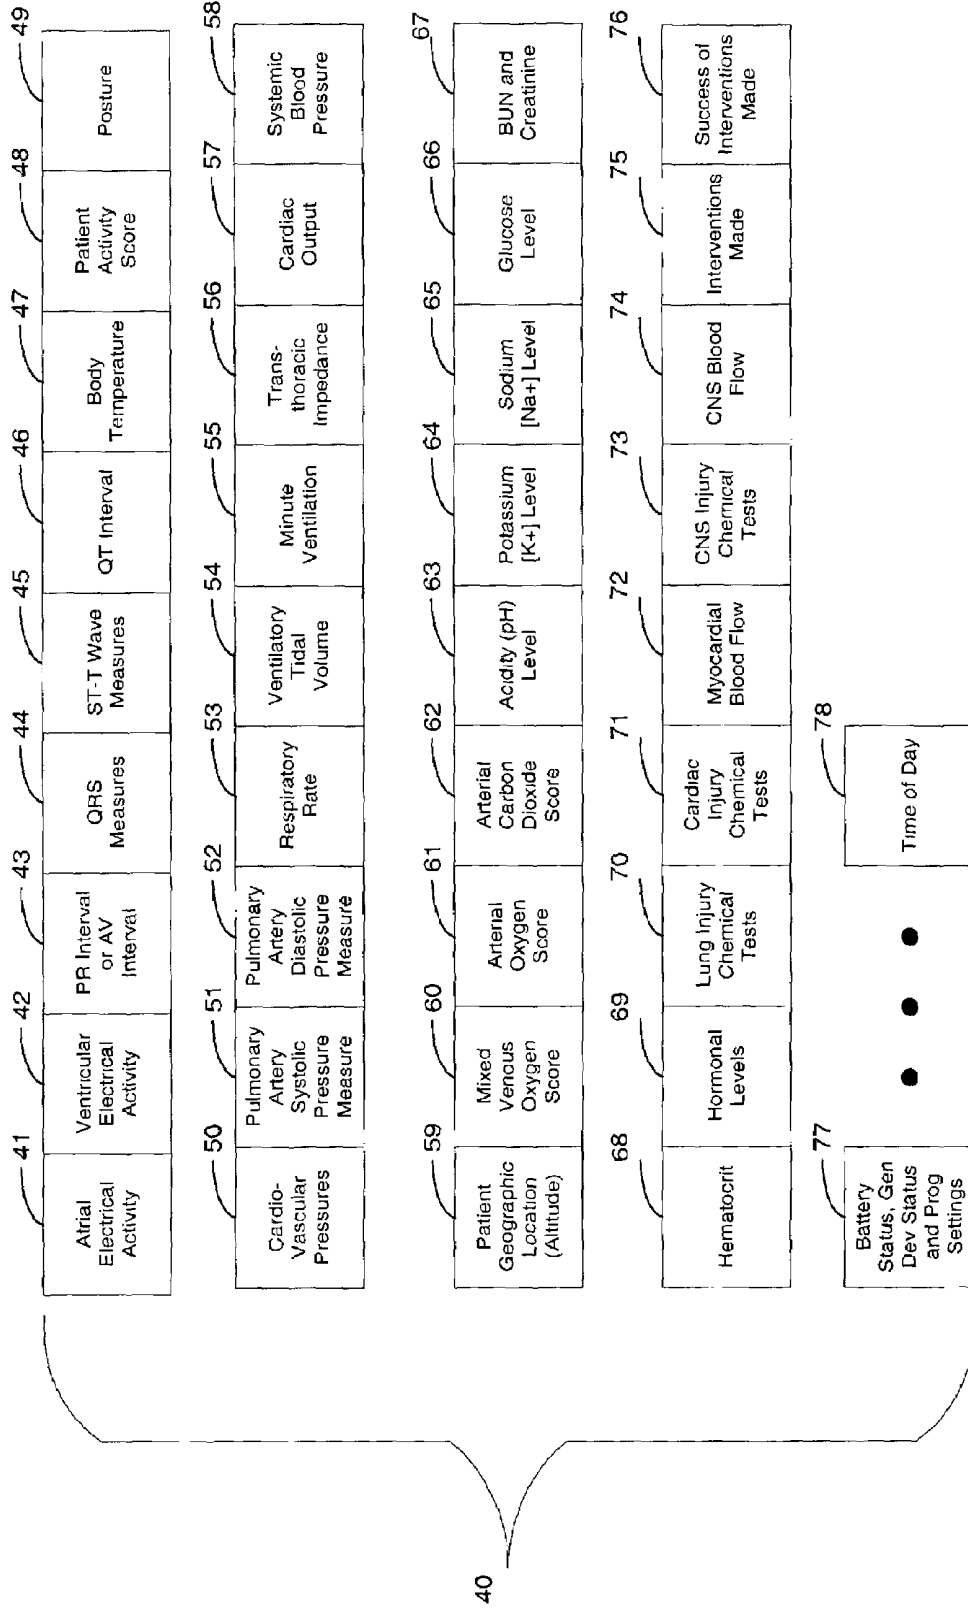 41
Atrial
Electrical
Activity
42
Ventricular
Electrical
Activity
43
PR Interval
or AV
Interval
44
QRS
Measures
45
ST-T Wave
Measures
46
QT Interval
47
Body
Temperature
48
Patient
Activity
Score
49
Posture
50
Cardio-
Vascular
Pressures
51
Pulmonary
Artery
Systolic
Pressure
Measure
52
Pulmonary
Artery
Diastolic
Pressure
Measure
53
Respiratory
Rate
54
Ventilatory
Tidal
Volume
55
Minute
Ventilation
56
Trans-
thoracic
Impedance
57
Cardiac
Output
58
Systemic
Blood
Pressure
59
Patient
Geographic
Location
(Altitude)
60
Mixed
Venous
Oxygen
Score
61
Arterial
Oxygen
Score
62
Arterial
Carbon
Dioxide
Score
63
Acidity (pH)
Level
64
Potassium
[K+] Level
65
Sodium
[Na+] Level
66
Glucose
Level
67
BUN and
Creatinine
68
Hematocrit
69
Hormonal
Levels
70
Lung Injury
Chemical
Tests
71
Cardiac
Injury
Chemical
Tests
72
Myocardial
Blood Flow
73
CNS Injury
Chemical
Tests
74
CNS Blood
Flow
75
Interventions
Made
76
Success of
Interventions
Made
77
Battery
Status, Gen
Dev Status
and Prog
Settings
78
Time of Day
40